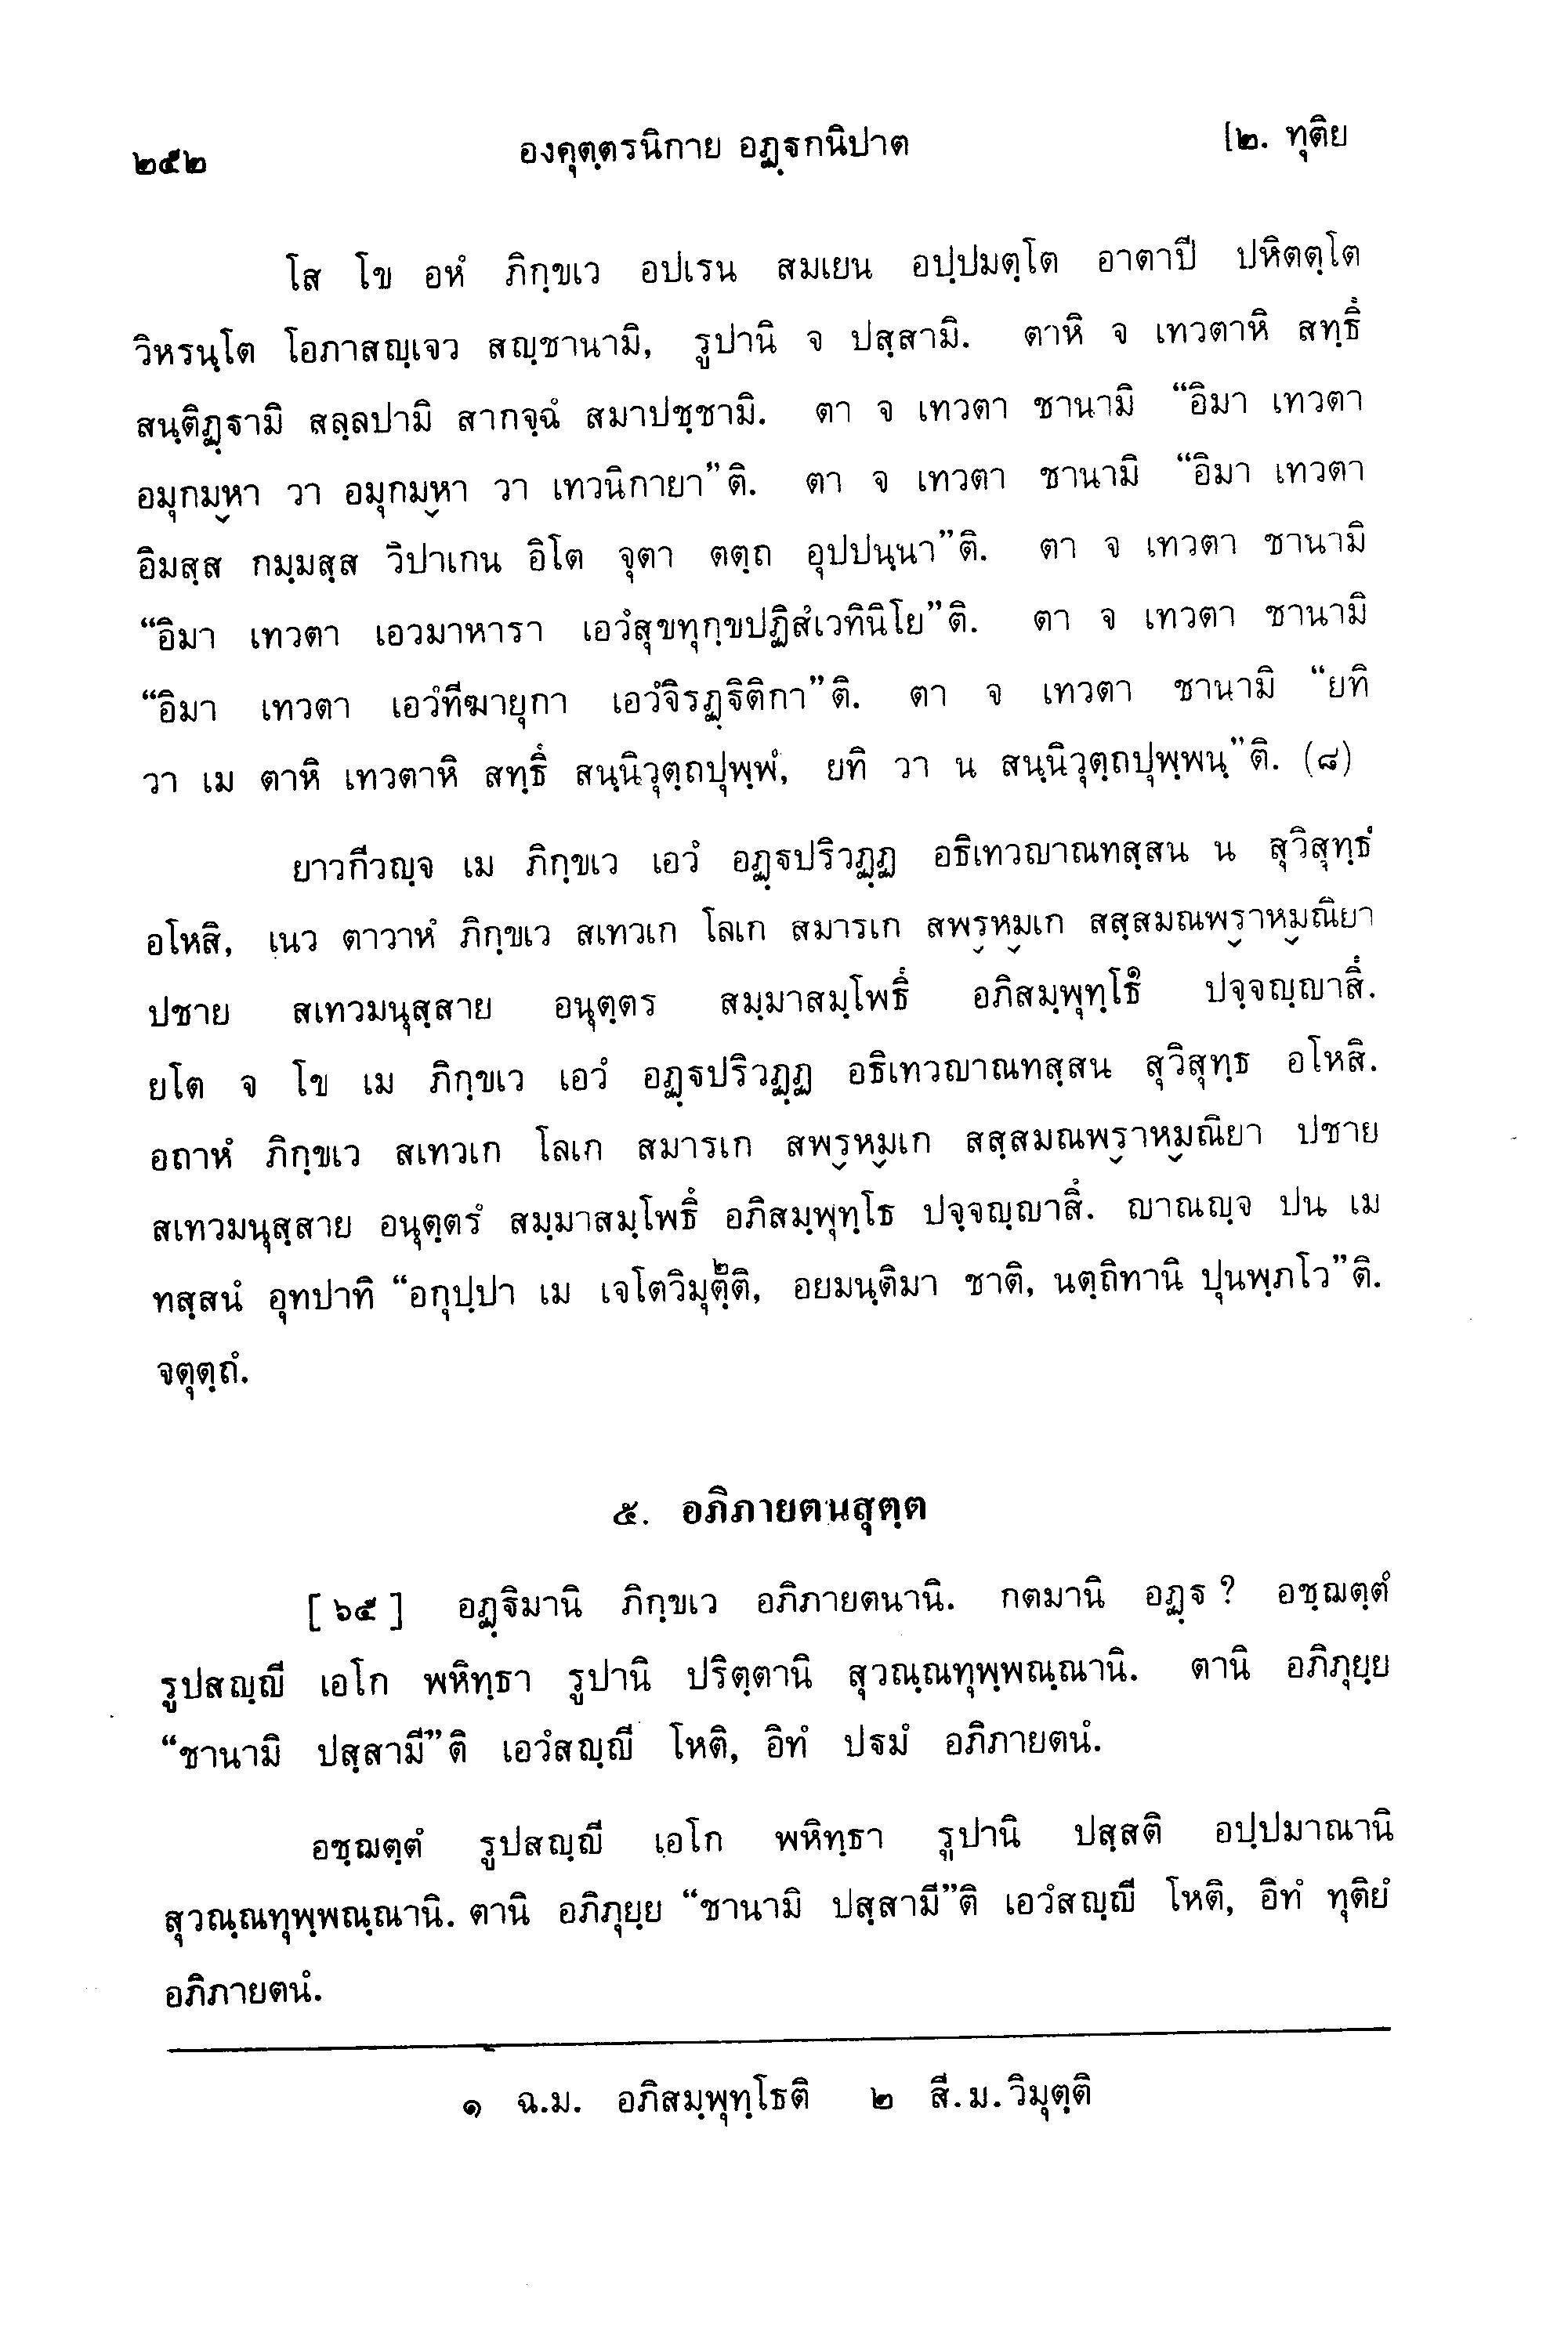 ๒๕๒ องฺคุตฺตรนิกาย อฏฺฐกนิปาต [๒. ทุติย
โส โข อหํ ภิกฺขเว อปเรน สมเยน อปฺปมตฺโต อาตาปี ปหิตตฺโต
วิหรนฺโต โอภาสญฺเจว สญฺชานามิ, รูปานิ จ ปสฺสามิ. ตาหิ จ เทวตาหิ สทฺธึ
สนฺติฏฺฐามิ สลฺลปามิ สากจฺฉํ สมาปชฺชามิ. ตา จ เทวตา ชานามิ “อิมา เทวตา
อมุกมฺหา วา อมุกมฺหา วา เทวนิกายา”ติ. ตา จ เทวตา ชานามิ “อิมา เทวตา
อิมสฺส กมฺมสฺส วิปาเกน อิโต จุตา ตตฺถ อุปปนฺนา”ติ. ตา จ เทวตา ชานามิ
“อิมา เทวตา เอวมาหารา เอวํสุขทุกฺขปฏิสํเวทินิโย”ติ. ตา จ เทวตา ชานามิ
“อิมา เทวตา เอวํทีฆายุกา เอวํจิรฏฺฐิติกา”ติ. ตา จ เทวตา ชานามิ “ยทิ
วา เม ตาหิ เทวตาหิ สทฺธึ สนฺนิวุตฺถปุพฺพํ, ยทิ วา น สนฺนิวุตฺถปุพฺพนฺ”ติ. (๘)
ยาวกีวญฺจ เม ภิกฺขเว เอวํ อฏฺฐปริวฏฺฏ อธิเทวญาณทสฺสน น สุวิสุทฺธํ
อโหสิ, เนว ตาวาหํ ภิกฺขเว สเทวเก โลเก สมารเก สพฺรหฺมเก สสฺสมณพฺราหฺมณิยา
ปชาย สเทวมนุสฺสาย อนุตฺตร สมฺมาสมฺโพธึ อภิสมฺพุทฺโธ๑ ปจฺจญฺญาสึ.
ยโต จ โข เม ภิกฺขเว เอวํ อฏฺฐปริวฏฺฏ อธิเทวญาณทสฺสน สุวิสุทฺธ อโหสิ.
อถาหํ ภิกฺขเว สเทวเก โลเก สมารเก สพฺรหฺมเก สสฺสมณพฺราหฺมณิยา ปชาย
สเทวมนุสฺสาย อนุตฺตรํ สมฺมาสมฺโพธึ อภิสมฺพุทฺโธ ปจฺจญฺญาสึ. ญาณญฺจ ปน เม
ทสฺสนํ อุทปาทิ “อกุปฺปา เม เจโตวิมุตฺติ๒, อยมนฺติมา ชาติ, นตฺถิทานิ ปุนพฺภโว”ติ.
จตุตฺถํ.
๕. อภิภายตนสุตฺต
[๖๕] อฏฺฐิมานิ ภิกฺขเว อภิภายตนานิ. กตมานิ อฏฺฐ? อชฺฌตฺตํ
รูปสญฺญี เอโก พหิทฺธา รูปานิ ปริตฺตานิ สุวณฺณทุพฺพณฺณานิ. ตานิ อภิภุยฺย
“ชานามิ ปสฺสามี”ติ เอวํสญฺญี โหติ, อิทํ ปฐมํ อภิภายตนํ.
อชฺฌตฺตํ รูปสญฺญี เอโก พหิทฺธา รูปานิ ปสฺสติ อปฺปมาณานิ
สุวณฺณทุพฺพณฺณานิ. ตานิ อภิภุยฺย “ชานามิ ปสฺสามี”ติ เอวํสญฺญี โหติ, อิทํ ทุติยํ
อภิภายตนํ.
๑ ฉ.ม. อภิสมฺพุทฺโธติ ๒ สี.ม. วิมุตฺติ